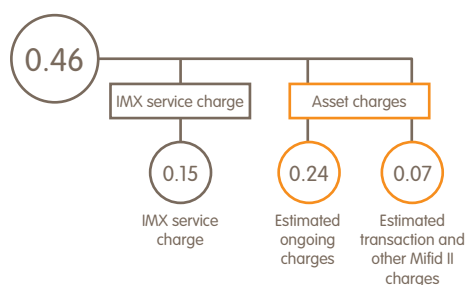 0.46
IMX service charge
Asset charges
0.15
0.24
0.07
IMX service
charge
Estimated
ongoing
charges
Estimated
transaction and
other Mifid II
charges